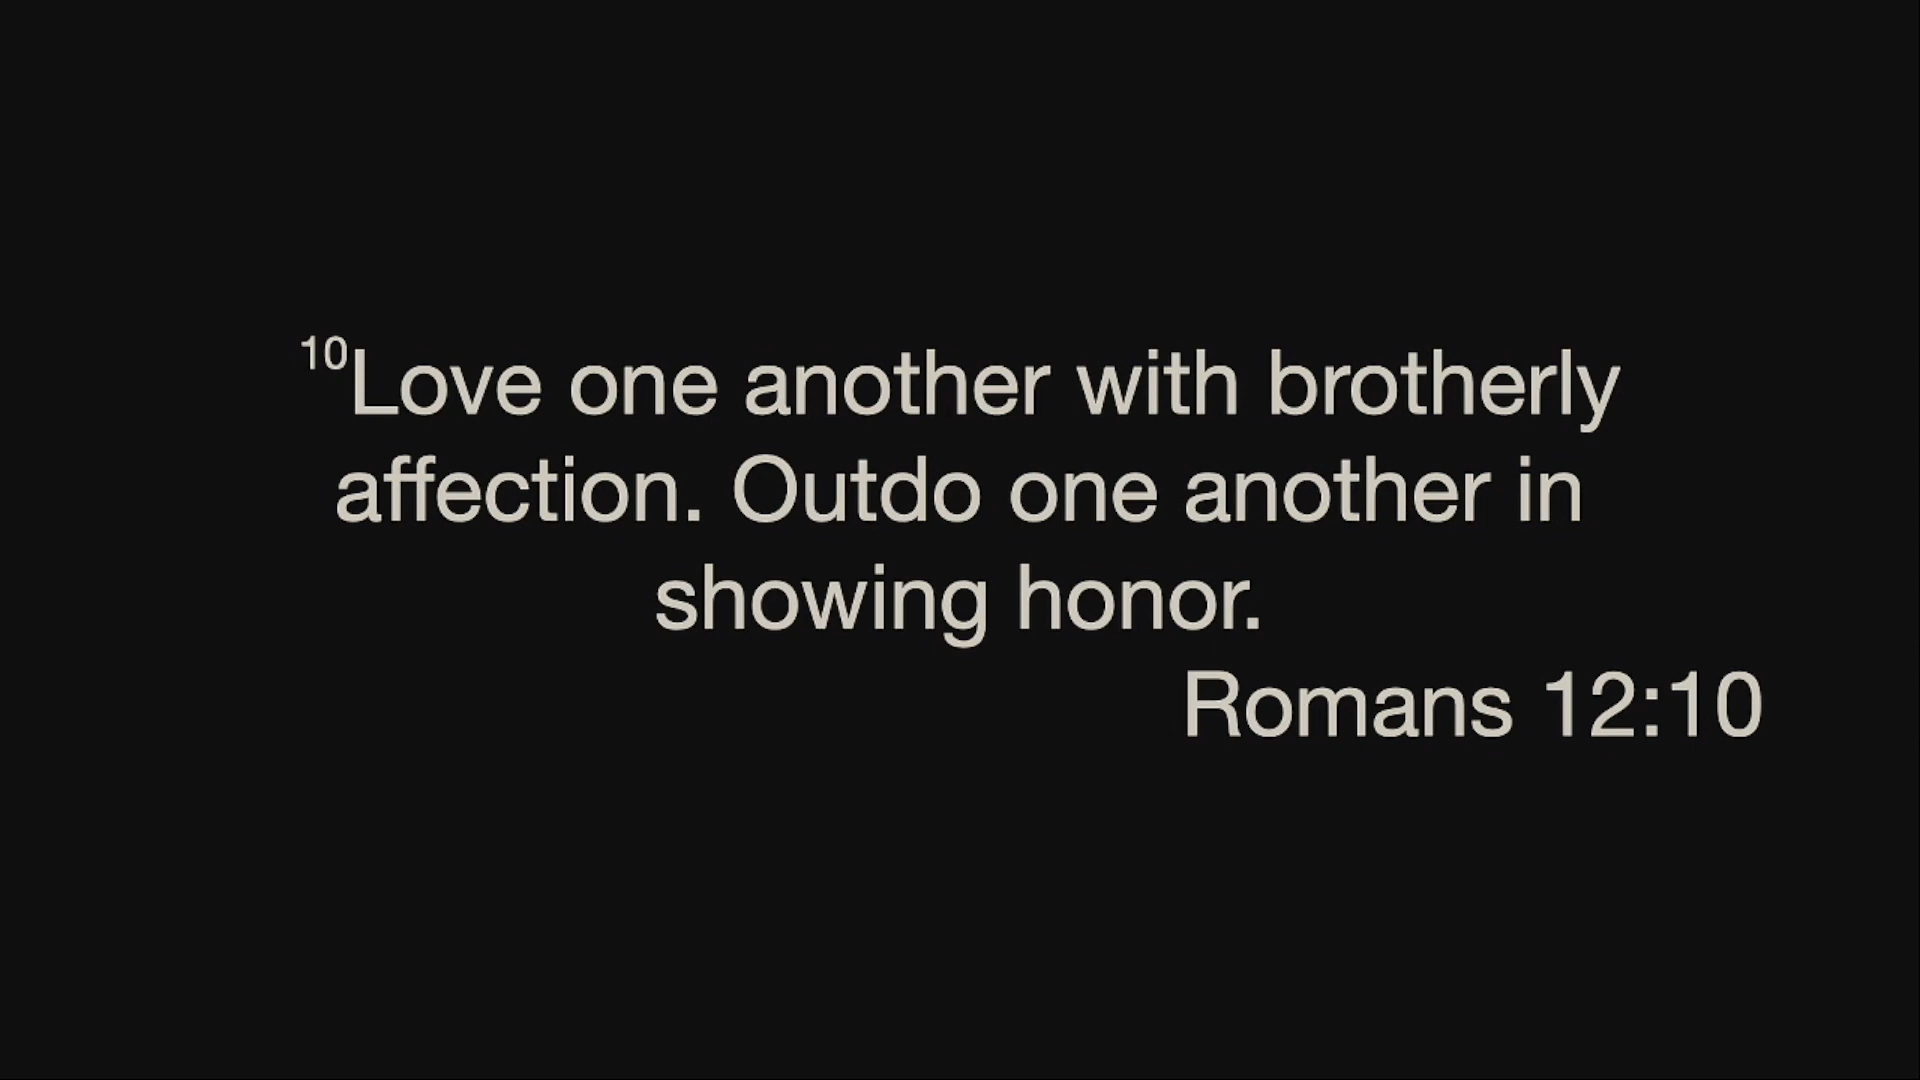 10Love one another with brotherly
affection. Outdo one another in
showing honor.
Romans 12:10